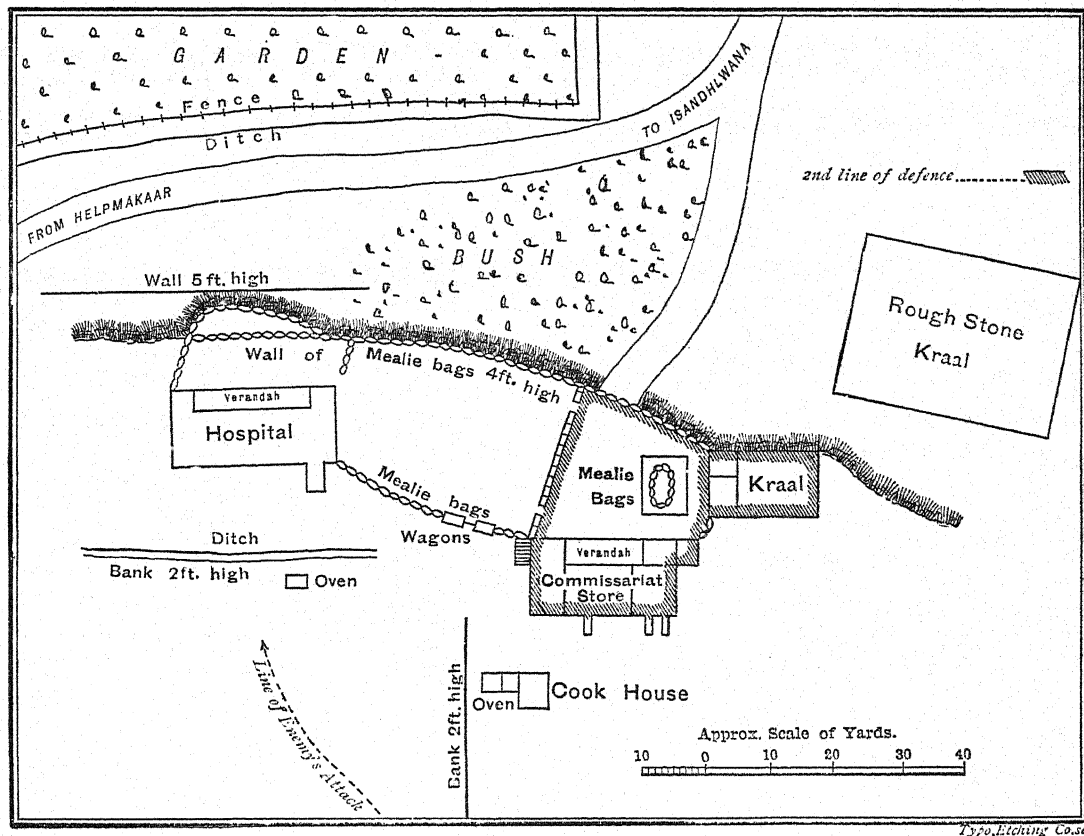 GARDEN
Fence
Ditch
TO ISANDHLWANA
FROM HELPMAKAAR
2nd line of defence
BUSH
Wall 5ft. high
Rough Stone
Kraal
Wall of Mealie bags 4ft. high
Verandah
Hospital
Mealie bags
Wagons
Mealie
Bags
Kraal
Ditch
Bank 2ft. high
Oven
Verandah
Commissariat
Store
Line of Enemy's Attack
Bank 2ft. high
Oven
Cook House
Approx. Scale of Yards.
10 0 10 20 30 40
Typo. Etching Co. sc